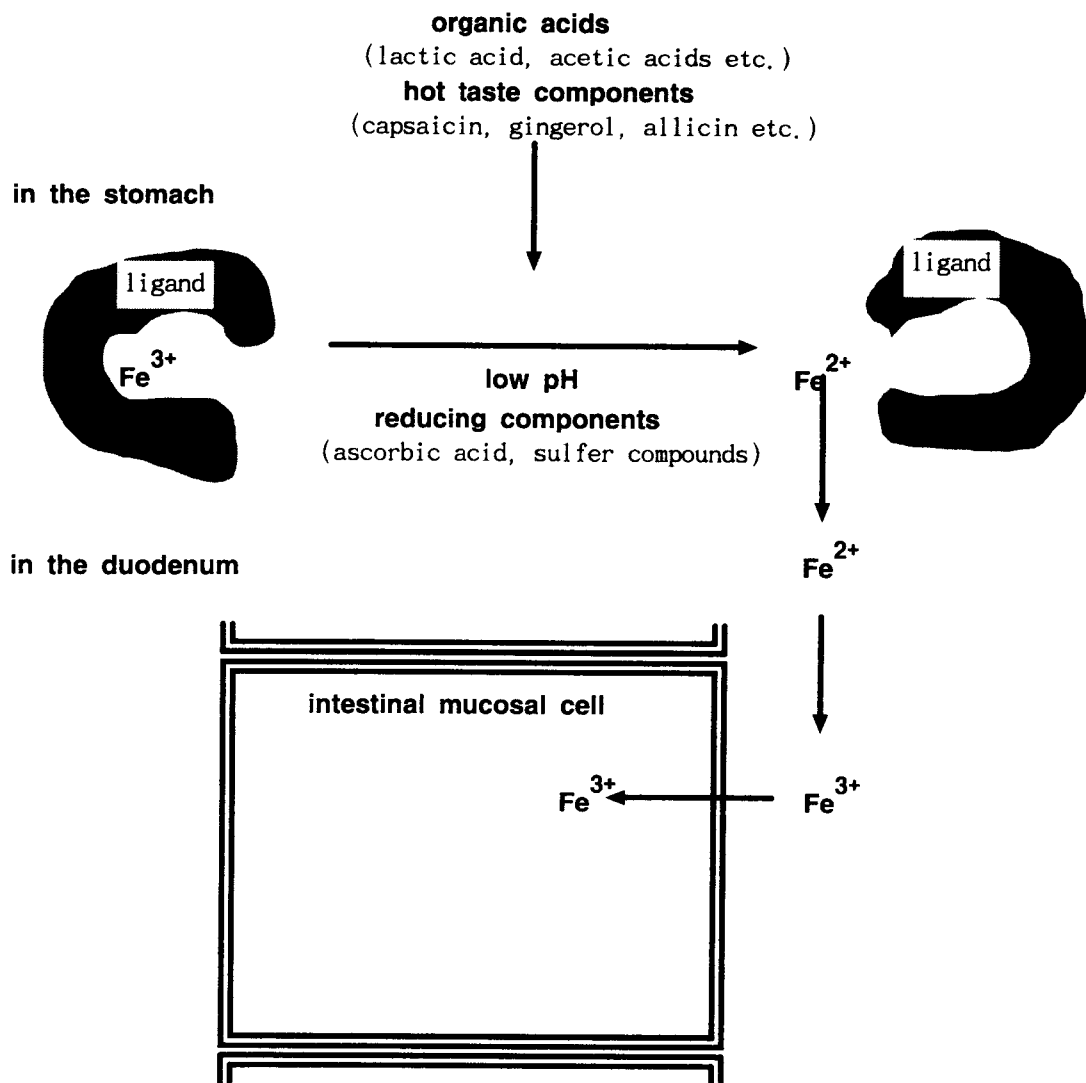 organic acids
(lactic acid, acetic acids etc.)
hot taste components
(capsaicin, gingerol, allicin etc.)
in the stomach
ligand
ligand
Fe3+
Fe2+
low pH
reducing components
(ascorbic acid, sulfer compounds)
in the duodenum
Fe2+
intestinal mucosal cell
Fe3+
Fe3+